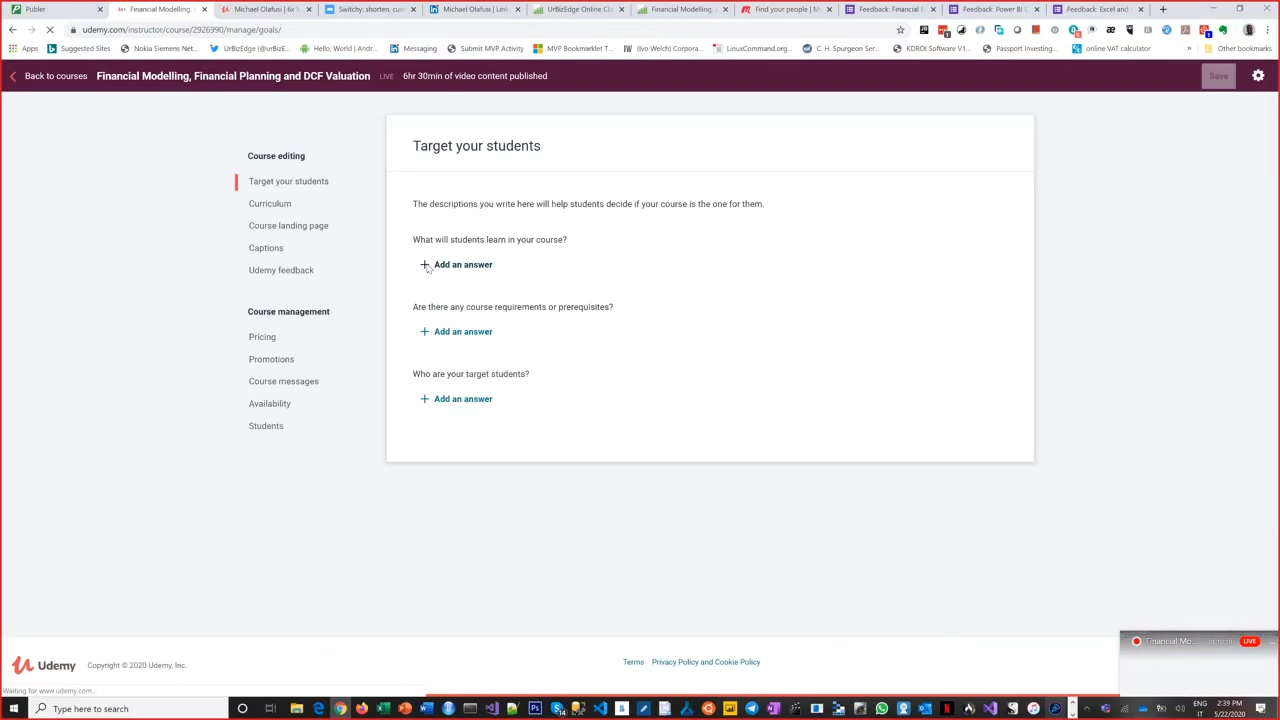 Publer
Financial Modelling,
Michael Olafusi | 6x M
Switchy: shorten, cus
Michael Olafusi | Link
UrBizEdge Online Cla
Financial Modelling,
Find your people | Me
Feedback: Financial M
Feedback: Power BI D
Feedback: Excel and
udemy.com/instructor/course/2926990/manage/goals/
Apps
Suggested Sites
Nokia Siemens Net...
UrBizEdge (@urBizE...
Hello, World | Andr...
Messaging
Submit MVP Activity
MVP Bookmarklet T...
(Ivo Welch) Corpora...
LinuxCommand.org...
C. H. Spurgeon Ser...
KDROI Software V1...
Passport Investing...
online VAT calculator
»
Other bookmarks
Back to courses
Financial Modelling, Financial Planning and DCF Valuation
LIVE
6hr 30min of video content published
Save
Course editing
Target your students
Curriculum
Course landing page
Captions
Udemy feedback
Course management
Pricing
Promotions
Course messages
Availability
Students
Target your students
The descriptions you write here will help students decide if your course is the one for them.
What will students learn in your course?
Add an answer
Are there any course requirements or prerequisites?
Add an answer
Who are your target students?
Add an answer
Financial Mo...
LIVE
Udemy
Copyright © 2020 Udemy, Inc.
Terms
Privacy Policy and Cookie Policy
Waiting for www.udemy.com...
Type here to search
ENG
IT
2:39 PM
5/22/2020